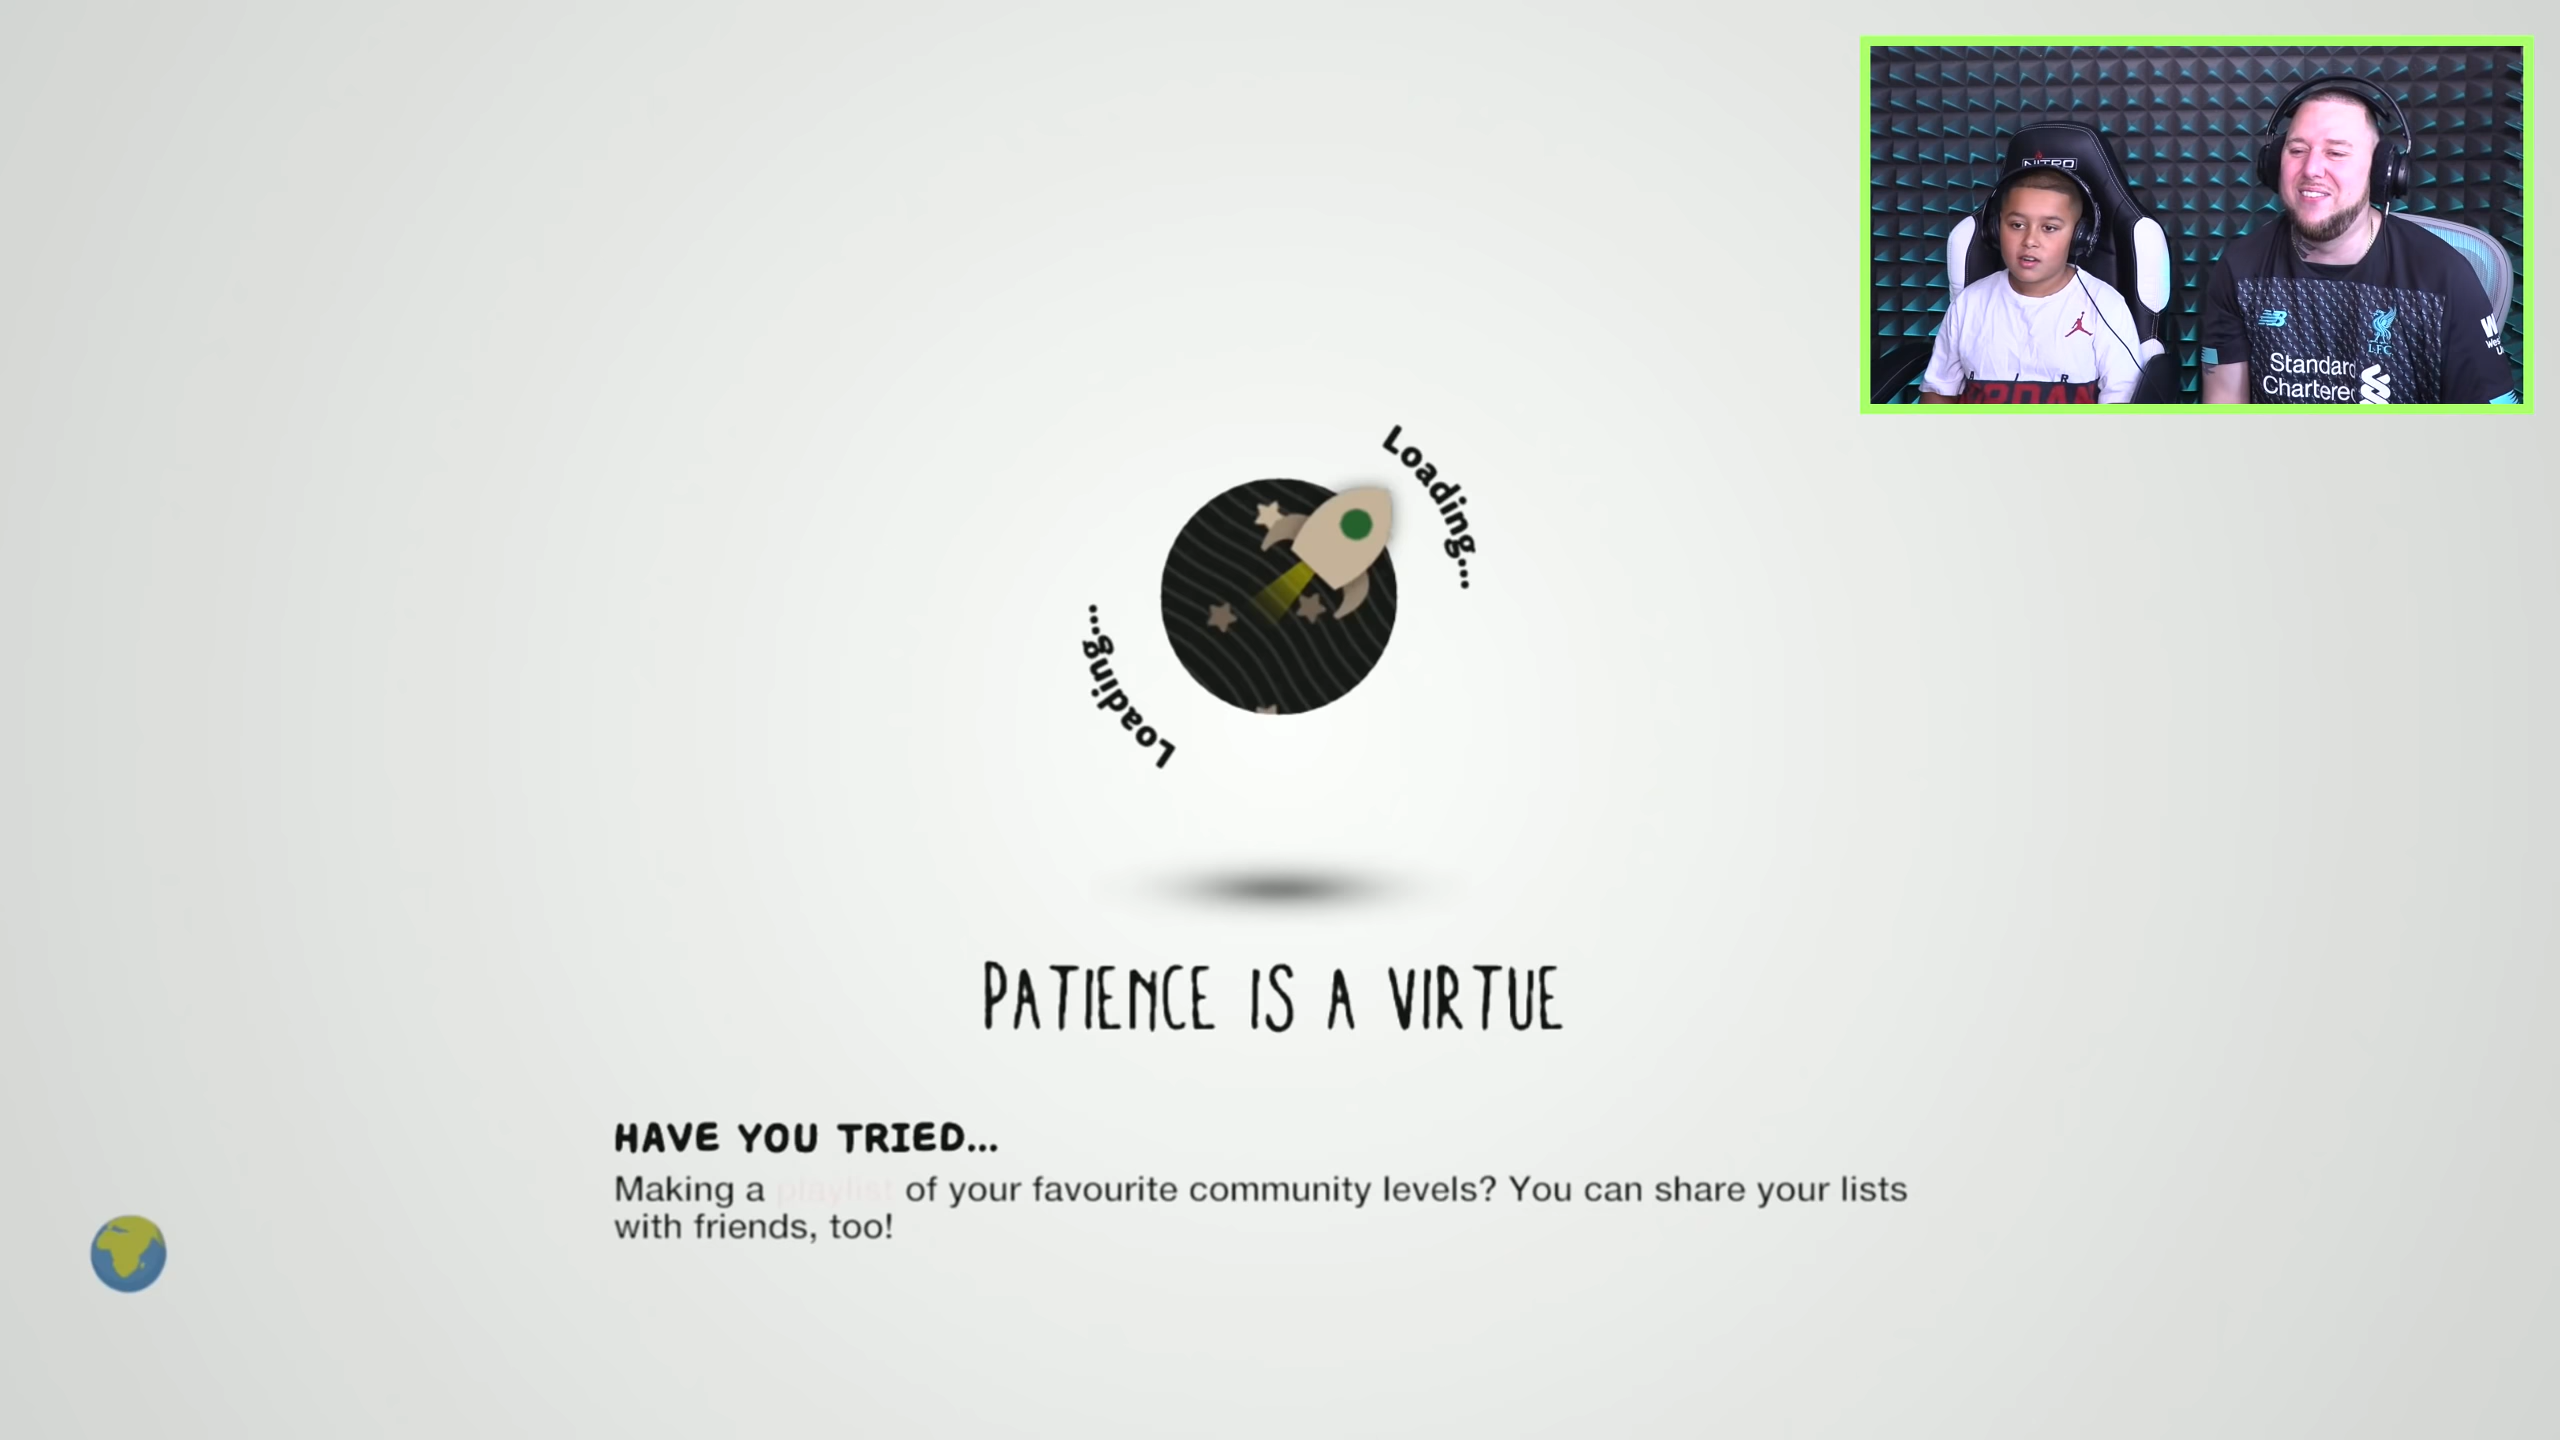 NITRO
LFC
Standard
Chartered
Loading...
Loading...
PATIENCE IS A VIRTUE
HAVE YOU TRIED...
Making a playlist of your favourite community levels? You can share your lists
with friends, too!